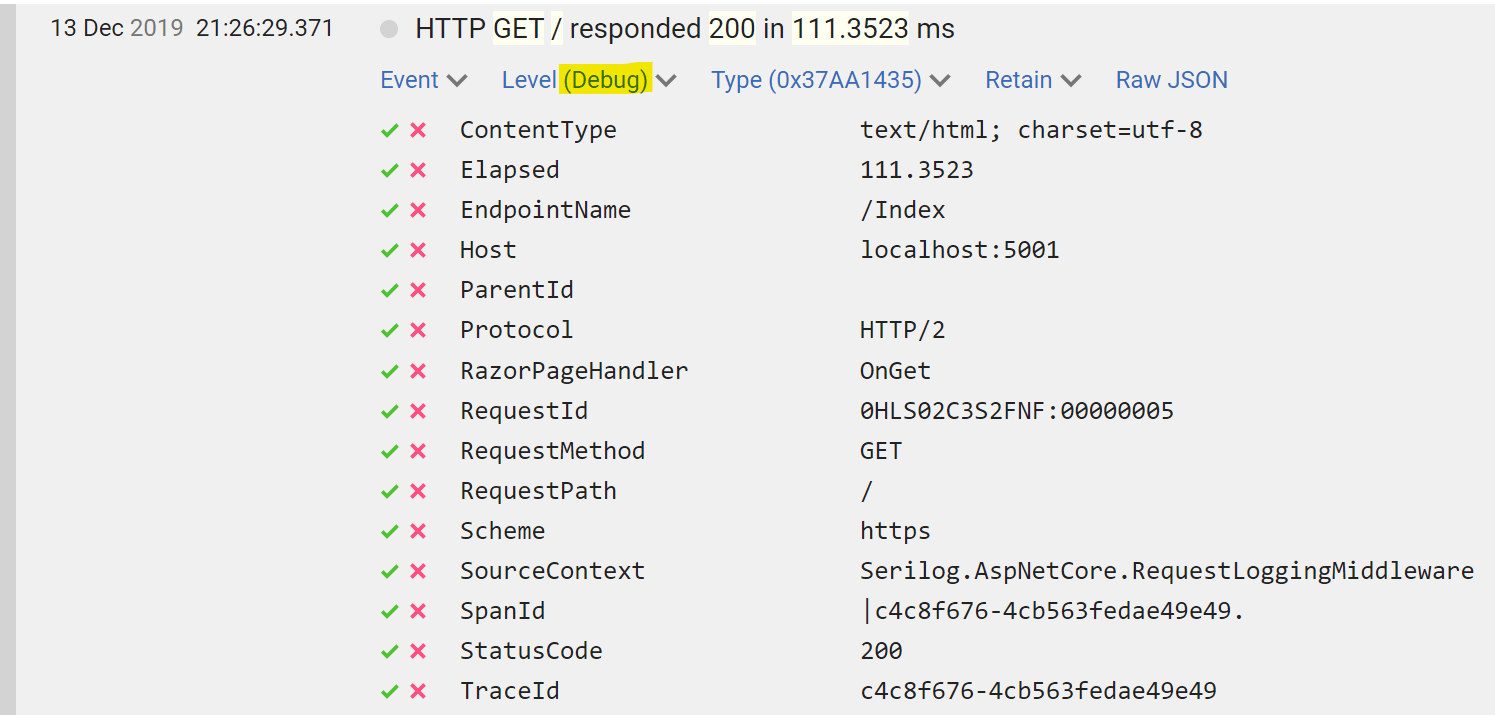 13 Dec 2019 21:26:29.371 HTTP GET / responded 200 in 111.3523 ms
Event Level (Debug) Type (0x37AA1435) Retain Raw JSON
ContentType text/html; charset=utf-8
Elapsed 111.3523
EndpointName /Index
Host localhost:5001
ParentId
Protocol HTTP/2
RazorPageHandler OnGet
RequestId 0HLS02C3S2FNF:00000005
RequestMethod GET
RequestPath /
Scheme https
SourceContext Serilog.AspNetCore.RequestLoggingMiddleware
SpanId |c4c8f676-4cb563fedae49e49.
StatusCode 200
TraceId c4c8f676-4cb563fedae49e49